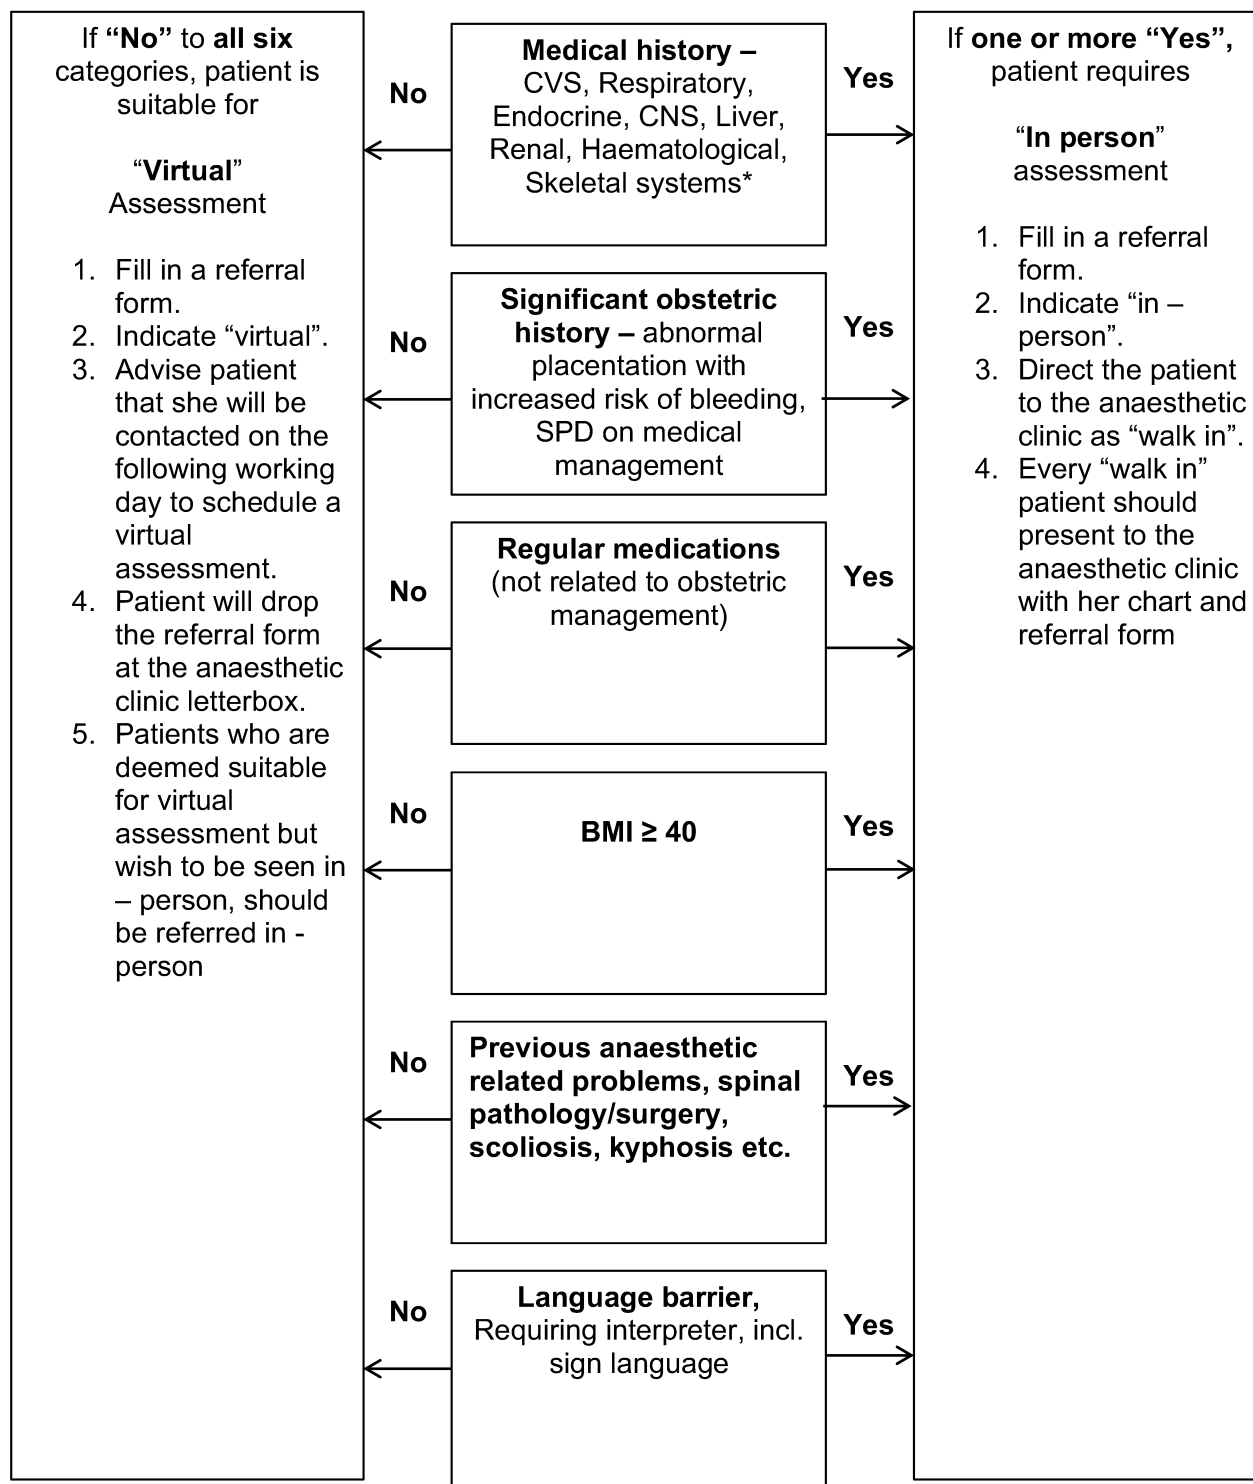 If “No” to all six
categories, patient is
suitable for
“Virtual”
Assessment
1. Fill in a referral
form.
2. Indicate “virtual”.
3. Advise patient
that she will be
contacted on the
following working
day to schedule a
virtual
assessment.
4. Patient will drop
the referral form
at the anaesthetic
clinic letterbox.
5. Patients who are
deemed suitable
for virtual
assessment but
wish to be seen in
– person, should
be referred in -
person
No
Medical history –
CVS, Respiratory,
Endocrine, CNS, Liver,
Renal, Haematological,
Skeletal systems*
Yes
No
Significant obstetric
history – abnormal
placentation with
increased risk of bleeding,
SPD on medical
management
Yes
No
Regular medications
(not related to obstetric
management)
Yes
No
BMI ≥ 40
Yes
No
Previous anaesthetic
related problems, spinal
pathology/surgery,
scoliosis, kyphosis etc.
Yes
No
Language barrier,
Requiring interpreter, incl.
sign language
Yes
If one or more “Yes”,
patient requires
“In person”
assessment
1. Fill in a referral
form.
2. Indicate “in –
person”.
3. Direct the patient
to the anaesthetic
clinic as “walk in”.
4. Every “walk in”
patient should
present to the
anaesthetic clinic
with her chart and
referral form